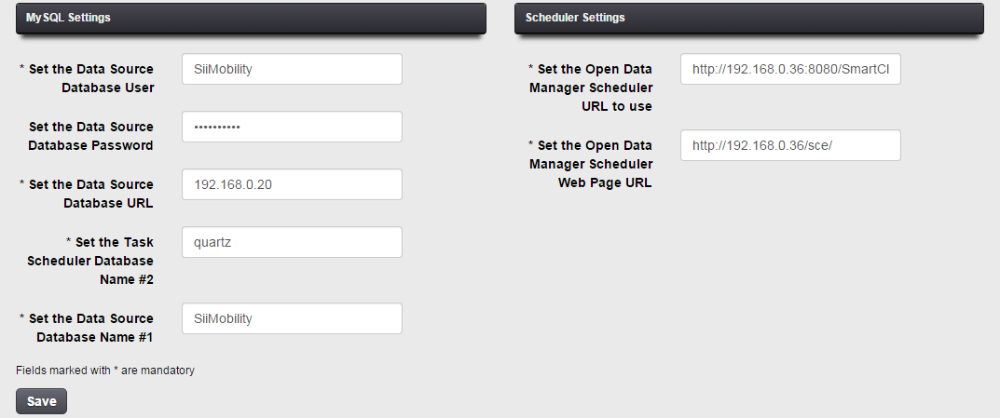 MySQL Settings
* Set the Data Source
Database User
SiiMobility
Set the Data Source
Database Password
••••••••••
* Set the Data Source
Database URL
192.168.0.20
* Set the Task
Scheduler Database
Name #2
quartz
* Set the Data Source
Database Name #1
SiiMobility
Fields marked with * are mandatory
Save
Scheduler Settings
* Set the Open Data
Manager Scheduler
URL to use
http://192.168.0.36:8080/SmartCl
* Set the Open Data
Manager Scheduler
Web Page URL
http://192.168.0.36/sce/